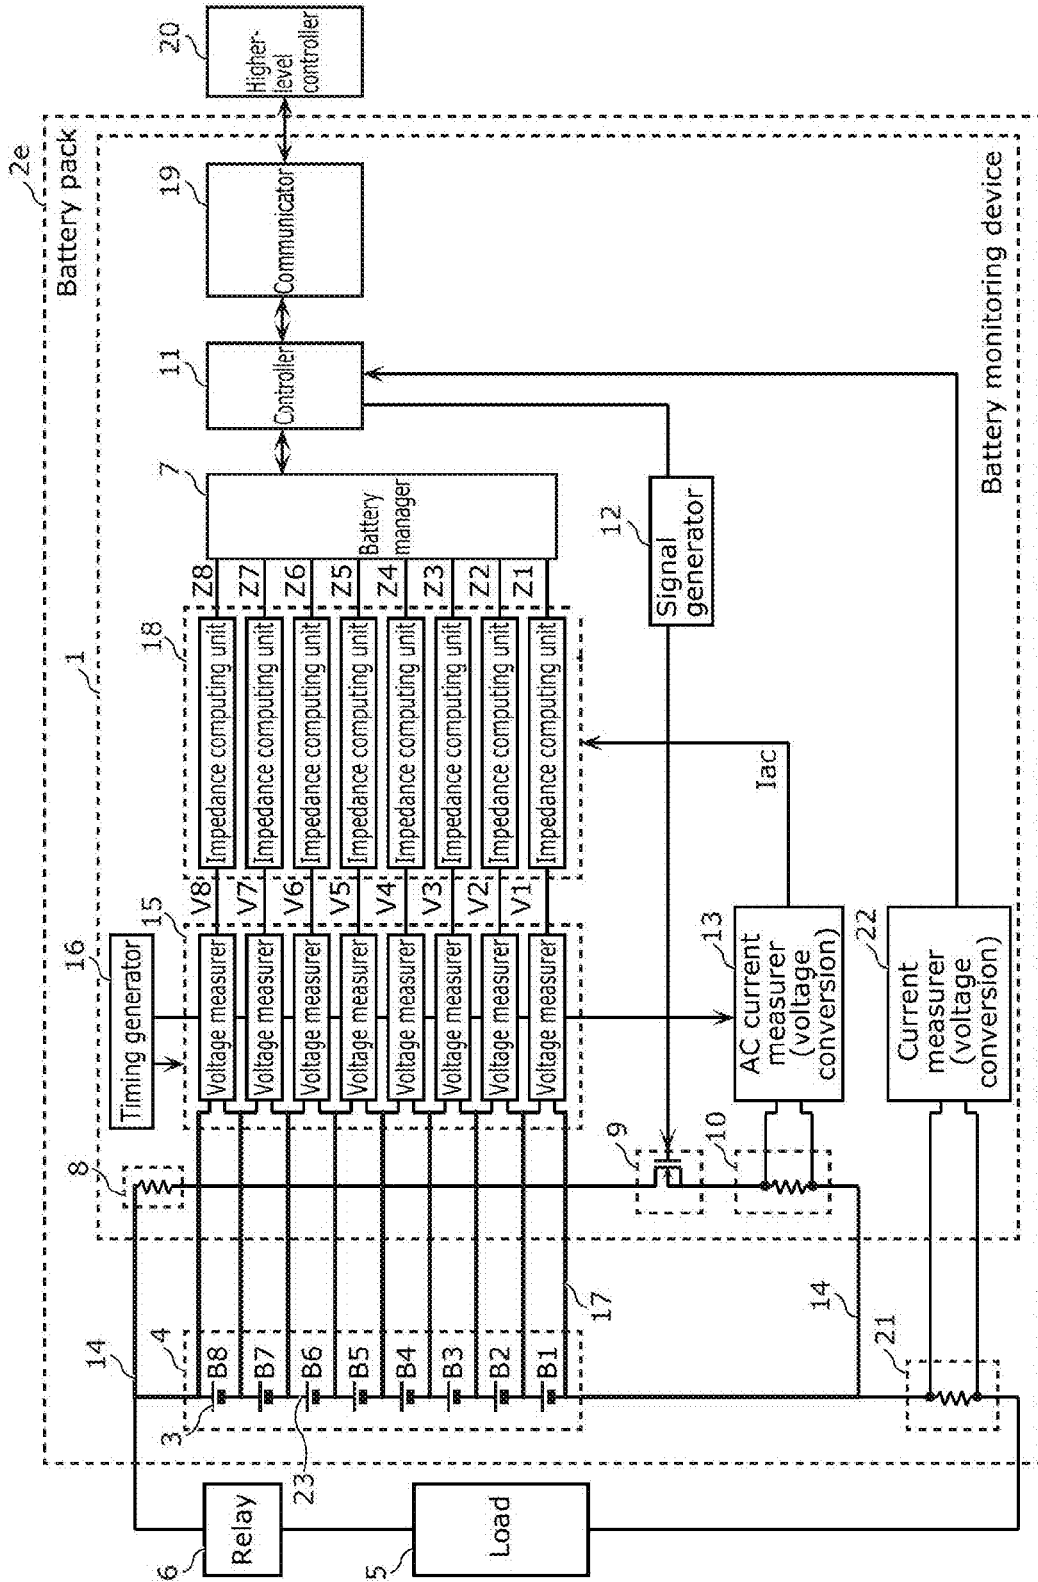 2e
Battery pack
1
20
Higher-
level
controller
19
Communicator
11
Controller
7
Battery
manager
Z8
Z7
Z6
Z5
Z4
Z3
Z2
Z1
18
Impedance computing unit
Impedance computing unit
Impedance computing unit
Impedance computing unit
Impedance computing unit
Impedance computing unit
Impedance computing unit
Impedance computing unit
V8
V7
V6
V5
V4
V3
V2
V1
16
Timing generator
15
Voltage measurer
Voltage measurer
Voltage measurer
Voltage measurer
Voltage measurer
Voltage measurer
Voltage measurer
Voltage measurer
8
14
4
B8
B7
B6
B5
B4
B3
B2
B1
3
23
17
6
Relay
5
Load
9
10
12
Signal
generator
Iac
13
AC current
measurer
(voltage
conversion)
22
Current
measurer
(voltage
conversion)
14
21
Battery monitoring device